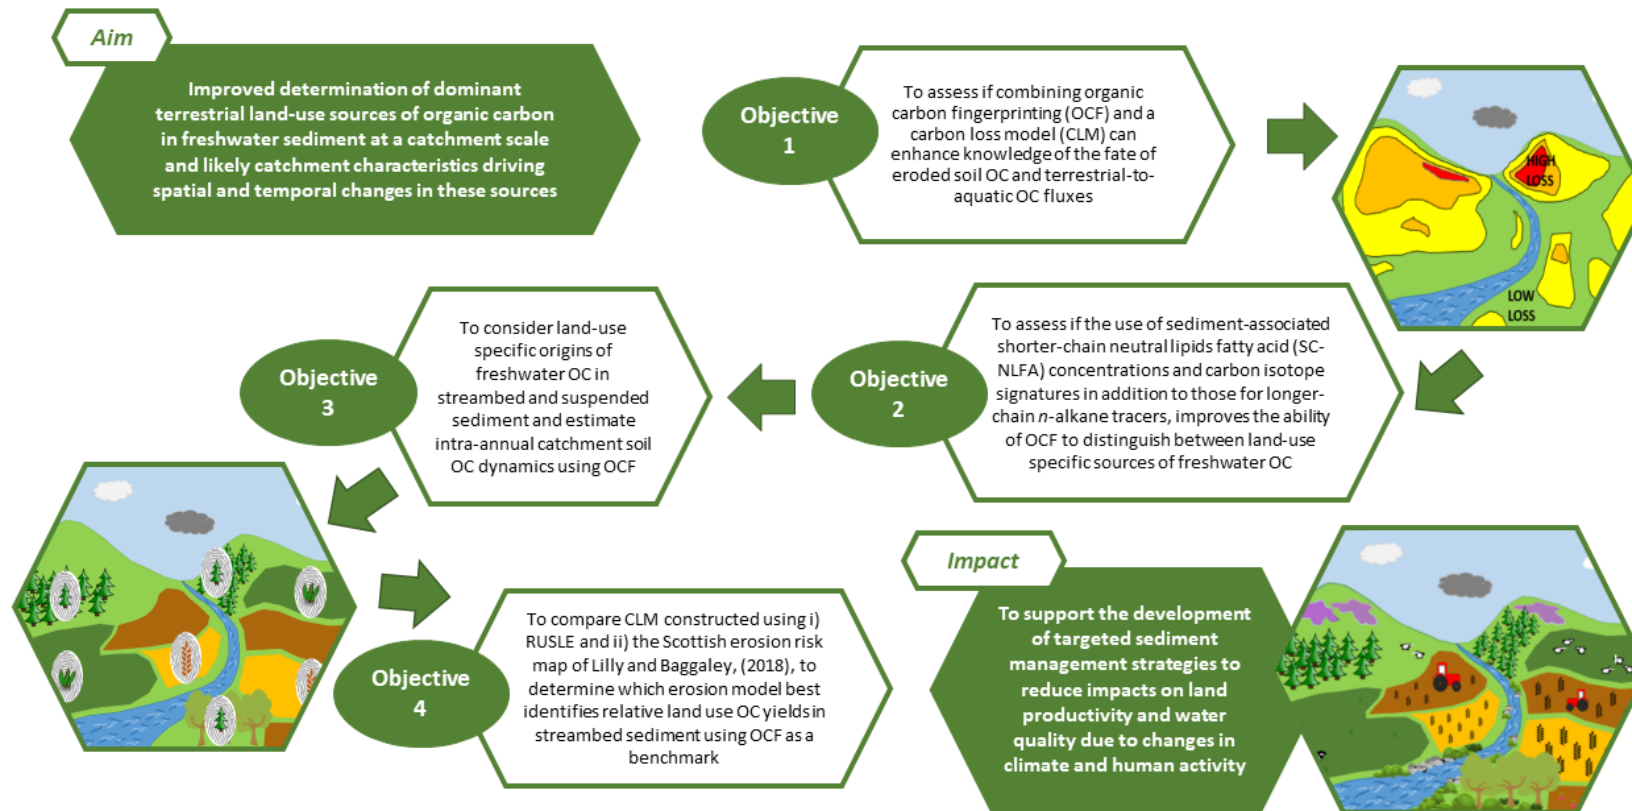 Aim
Improved determination of dominant
terrestrial land-use sources of organic carbon
in freshwater sediment at a catchment scale
and likely catchment characteristics driving
spatial and temporal changes in these sources
Objective
1
To assess if combining organic
carbon fingerprinting (OCF) and a
carbon loss model (CLM) can
enhance knowledge of the fate of
eroded soil OC and terrestrial-to-
aquatic OC fluxes
HIGH
LOSS
LOW
LOSS
Objective
2
To assess if the use of sediment-associated
shorter-chain neutral lipids fatty acid (SC-
NLFA) concentrations and carbon isotope
signatures in addition to those for longer-
chain n-alkane tracers, improves the ability
of OCF to distinguish between land-use
specific sources of freshwater OC
Objective
3
To consider land-use
specific origins of
freshwater OC in
streambed and suspended
sediment and estimate
intra-annual catchment soil
OC dynamics using OCF
Objective
4
To compare CLM constructed using i)
RUSLE and ii) the Scottish erosion risk
map of Lilly and Baggaley, (2018), to
determine which erosion model best
identifies relative land use OC yields in
streambed sediment using OCF as a
benchmark
Impact
To support the development
of targeted sediment
management strategies to
reduce impacts on land
productivity and water
quality due to changes in
climate and human activity